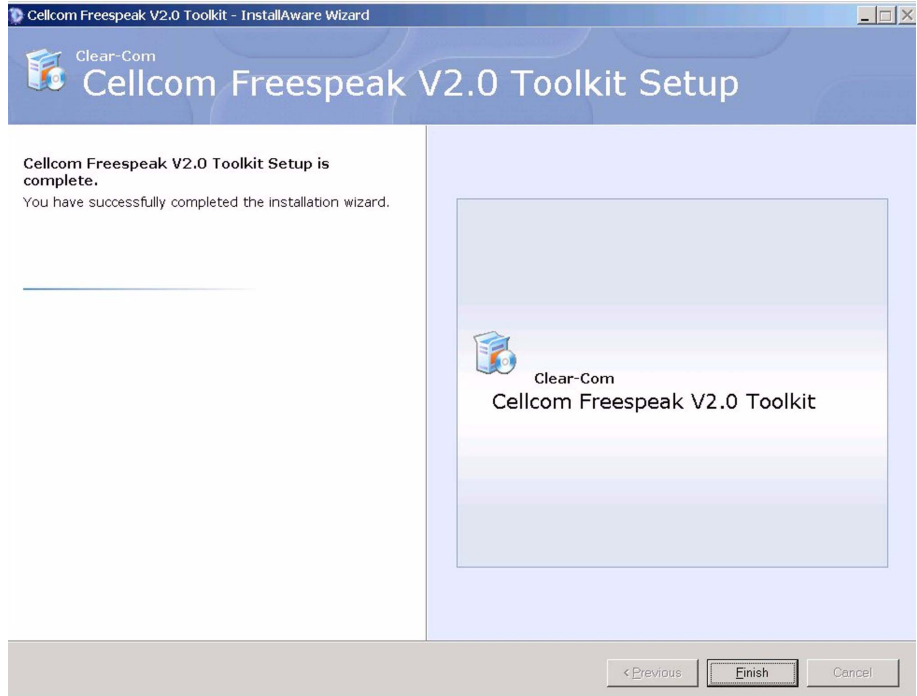 Cellcom Freespeak V2.0 Toolkit - InstallAware Wizard
Clear-Com
Cellcom Freespeak V2.0 Toolkit Setup
Cellcom Freespeak V2.0 Toolkit Setup is
complete.
You have successfully completed the installation wizard.
Clear-Com
Cellcom Freespeak V2.0 Toolkit
< Previous
Finish
Cancel